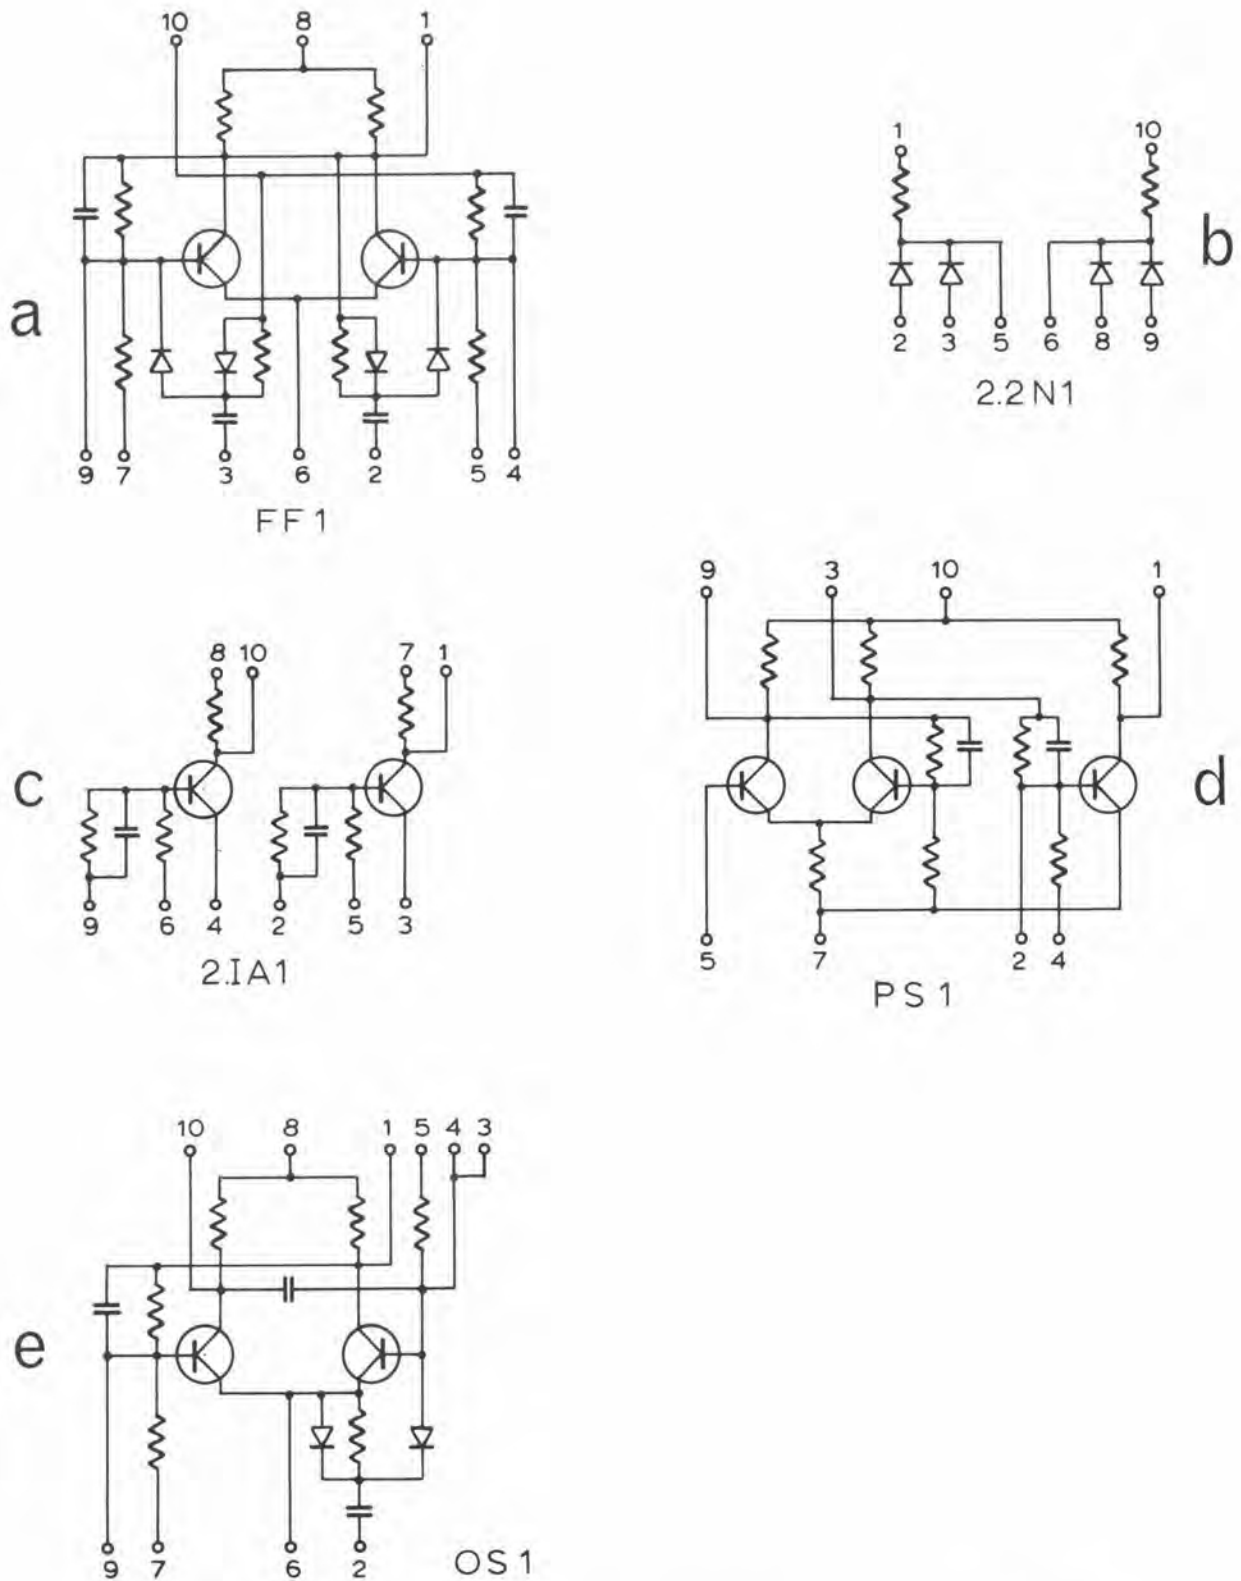 10 8 1
a
9 7 3 6 2 5 4
FF1
1 10
b
2 3 5 6 8 9
2.2N1
8 10 7 1
c
9 6 4 2 5 3
2.IA1
9 3 10 1
d
5 7 2 4
PS1
10 8 1 5 4 3
e
9 7 6 2
OS1